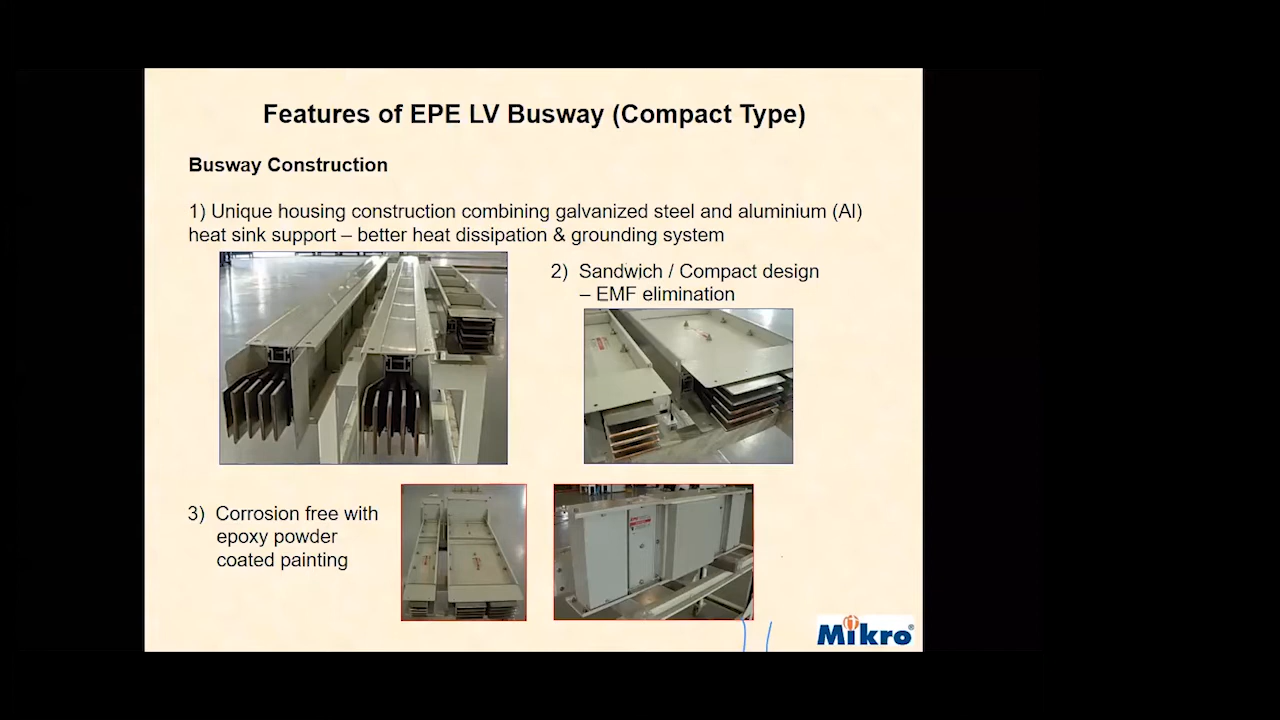 Features of EPE LV Busway (Compact Type)
Busway Construction
1) Unique housing construction combining galvanized steel and aluminium (Al)
heat sink support – better heat dissipation & grounding system
2) Sandwich / Compact design
– EMF elimination
3) Corrosion free with
epoxy powder
coated painting
Mikro®